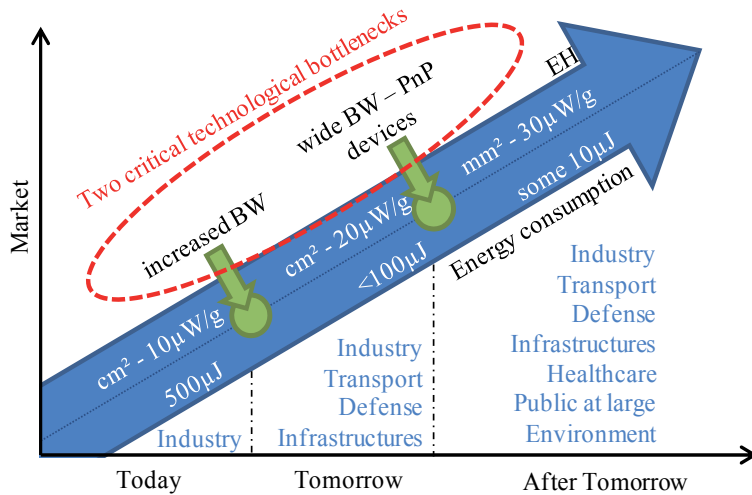 Two critical technological bottlenecks
EH
wide BW – PnP
devices
increased BW
Market
mm² - 30µW/g
some 10µJ
cm² - 20µW/g
<100µJ
cm² - 10µW/g
500µJ
Energy consumption
Industry
Industry
Transport
Defense
Infrastructures
Industry
Transport
Defense
Infrastructures
Healthcare
Public at large
Environment
Today
Tomorrow
After Tomorrow